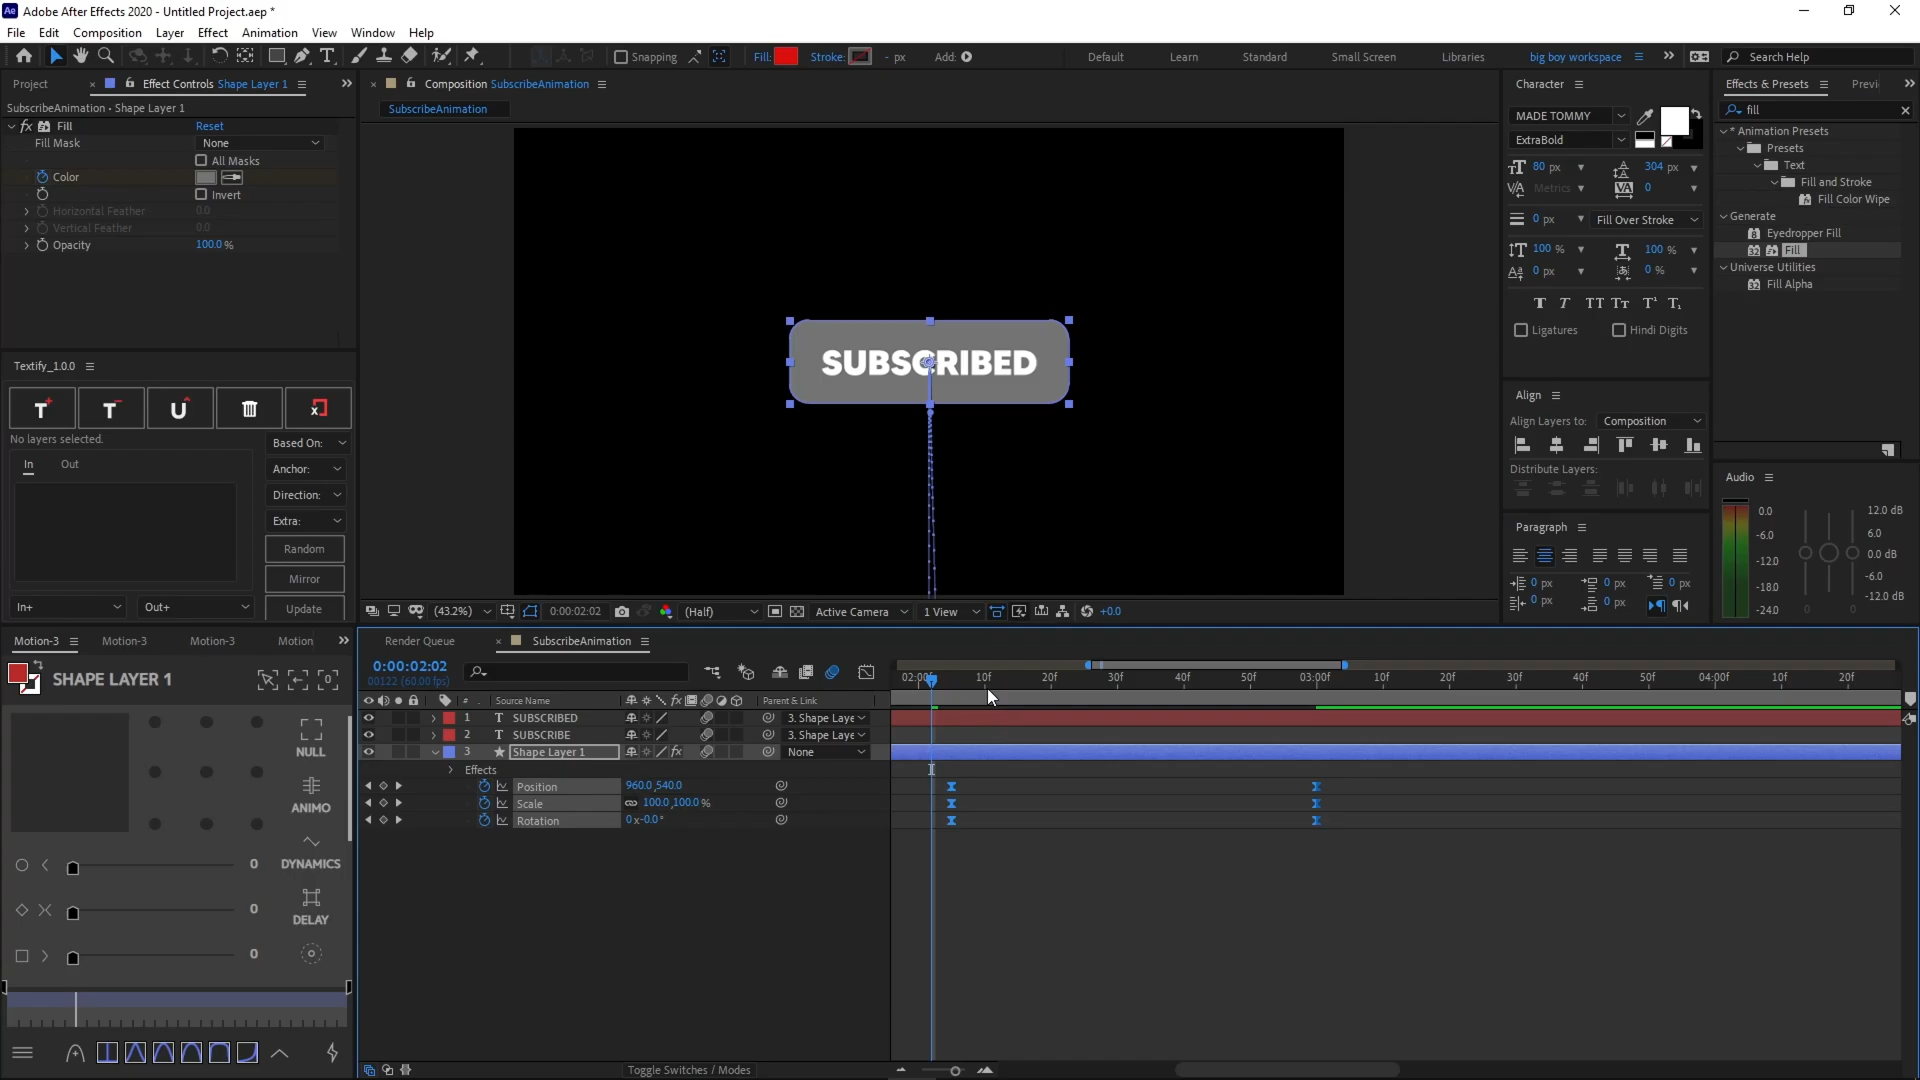 Adobe After Effects 2020 - Untitled Project.aep *
File Edit Composition Layer Effect Animation View Window Help
Snapping Fill: Stroke: - px Add: Default Learn Standard Small Screen Libraries big boy workspace Search Help
Project Effect Controls Shape Layer 1
SubscribeAnimation • Shape Layer 1
Fill Reset
Fill Mask None
All Masks
Color
Invert
Horizontal Feather 0.0
Vertical Feather 0.0
Opacity 100.0 %
Textify_1.0.0
No layers selected.
Based On:
In Out
Anchor:
Direction:
Extra:
Random
Mirror
In+ Out+ Update
Composition SubscribeAnimation
SubscribeAnimation
SUBSCRIBED
(43.2%) 0:00:02:02 (Half) Active Camera 1 View +0.0
Character
MADE TOMMY
ExtraBold
80 px 304 px
Metrics 0
0 px Fill Over Stroke
100 % 100 %
0 px 0 %
Ligatures Hindi Digits
Align
Align Layers to: Composition
Distribute Layers:
Paragraph
0 px 0 px 0 px
0 px 0 px
Effects & Presets Previ
fill
* Animation Presets
Presets
Text
Fill and Stroke
Fill Color Wipe
Generate
Eyedropper Fill
Fill
Universe Utilities
Fill Alpha
Audio
0.0 12.0 dB
-6.0 6.0
-12.0 0.0 dB
-18.0 -6.0
-24.0 0 0 -12.0 dB
Motion-3 Motion-3 Motion-3 Motion
SHAPE LAYER 1
NULL
ANIMO
0 DYNAMICS
0 DELAY
0
Render Queue SubscribeAnimation
0:00:02:02
00122 (60.00 fps)
02:00f 10f 20f 30f 40f 50f 03:00f 10f 20f 30f 40f 50f 04:00f 10f 20f
# Source Name Parent & Link
1 T SUBSCRIBED 3. Shape Laye
2 T SUBSCRIBE 3. Shape Laye
3 Shape Layer 1 None
Effects
Position 960.0,540.0
Scale 100.0,100.0 %
Rotation 0 x-0.0 °
Toggle Switches / Modes